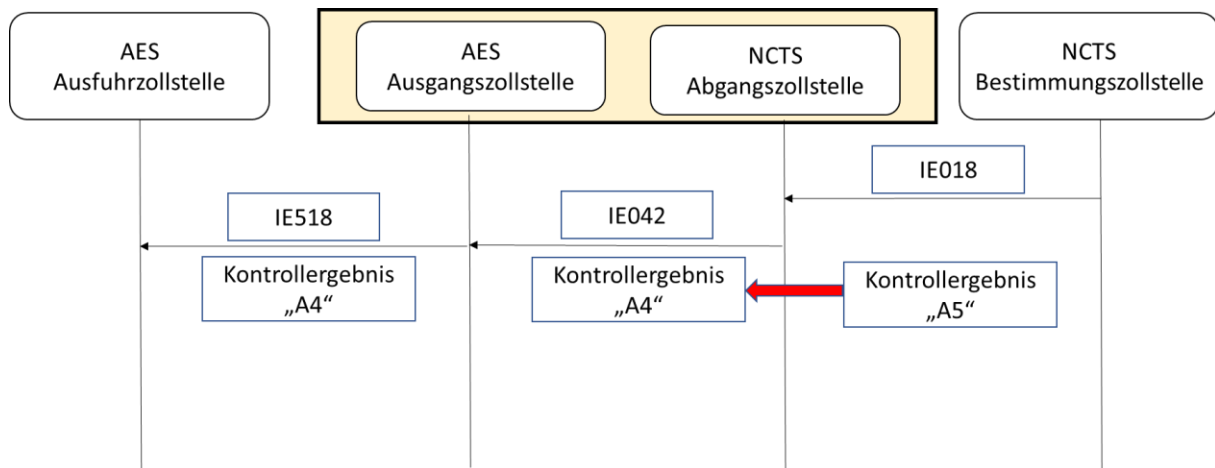 AES
Ausfuhrzollstelle
AES
Ausgangszollstelle
NCTS
Abgangszollstelle
NCTS
Bestimmungszollstelle
IE018
IE518
IE042
Kontrollergebnis
„A4“
Kontrollergebnis
„A4“
Kontrollergebnis
„A5“